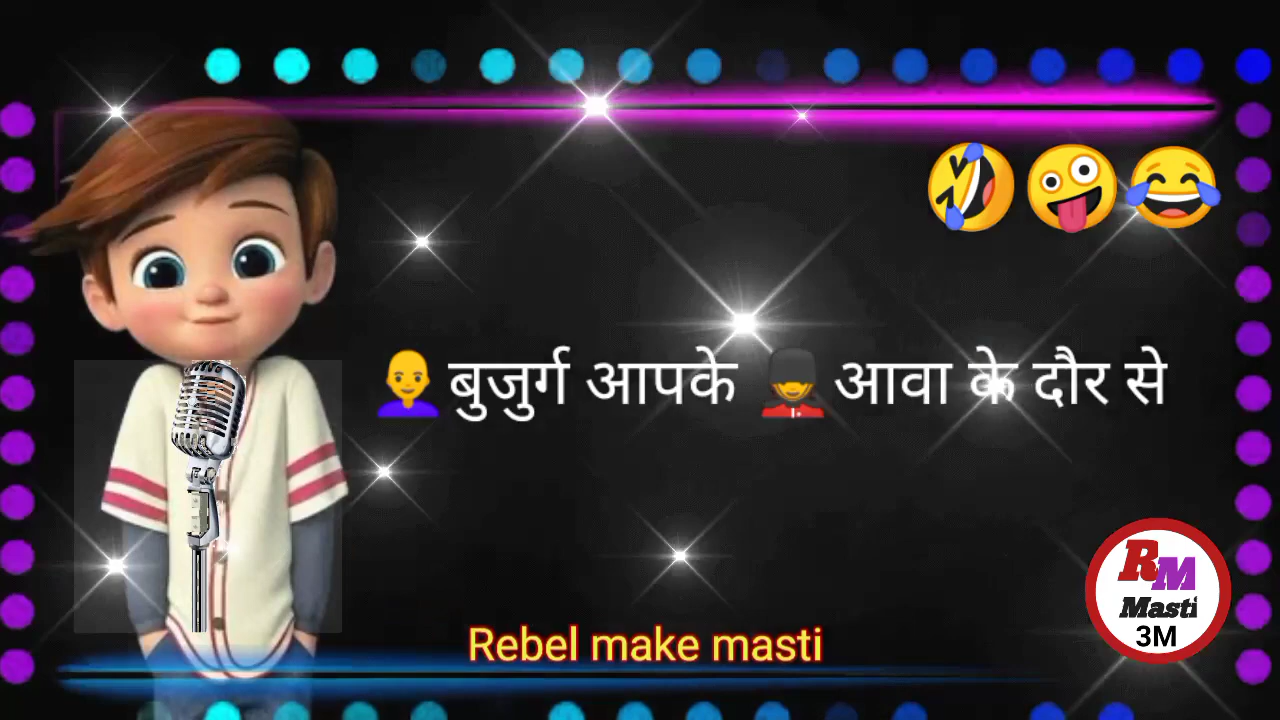 🤣🤪😂
👩‍🦲बुजुर्ग आपके 💂आवा के दौर से
RM
Masti
3M
Rebel make masti